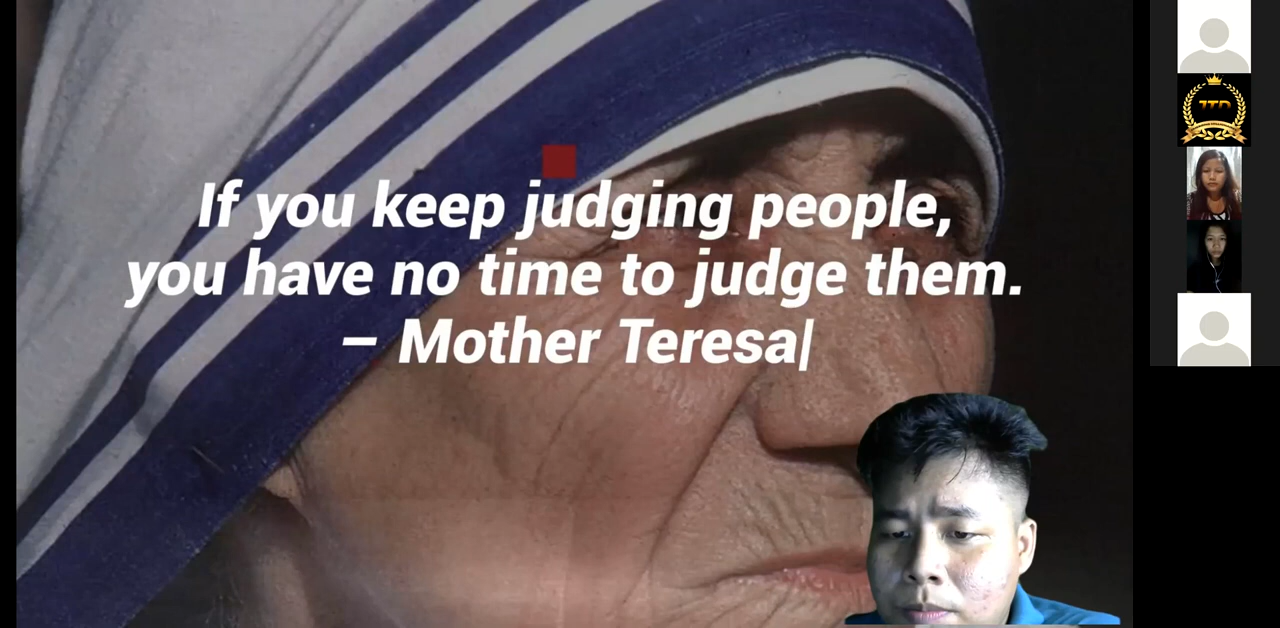 If you keep judging people,
you have no time to judge them.
– Mother Teresa|